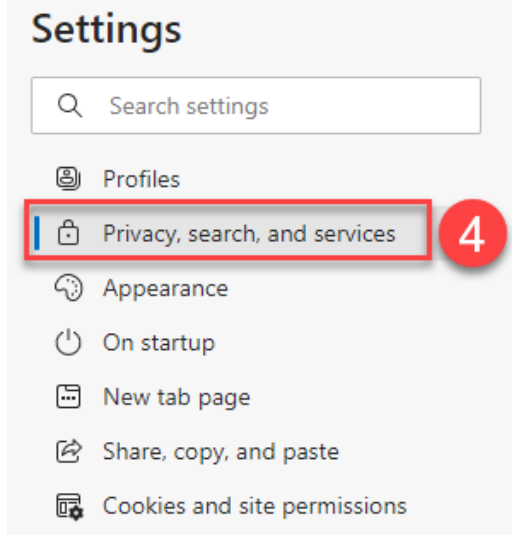 Settings
Search settings
Profiles
Privacy, search, and services
4
Appearance
On startup
New tab page
Share, copy, and paste
Cookies and site permissions